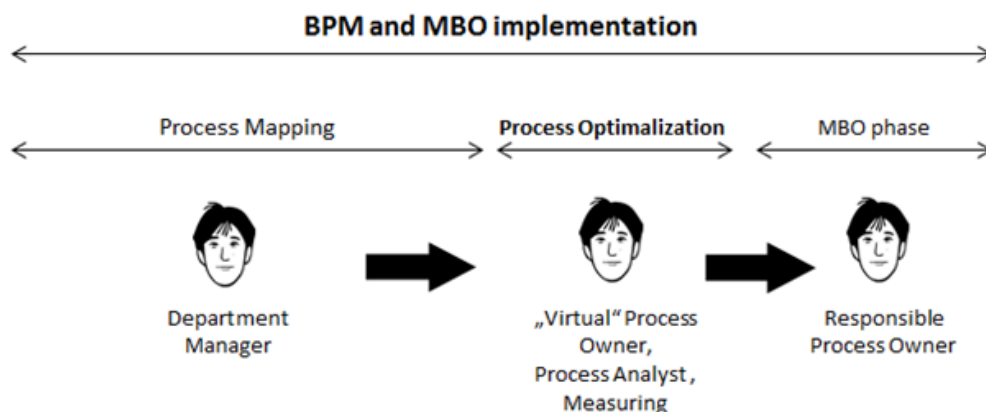 BPM and MBO implementation
Process Mapping
Process Optimalization
MBO phase
Department
Manager
„Virtual“ Process
Owner,
Process Analyst ,
Measuring
Responsible
Process Owner